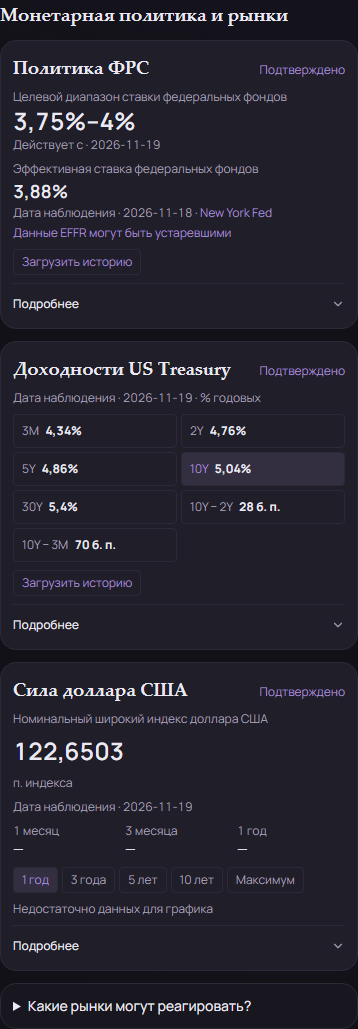 Монетарная политика и рынки
Политика ФРС
Подтверждено
Целевой диапазон ставки федеральных фондов
3,75%–4%
Действует с · 2026-11-19
Эффективная ставка федеральных фондов
3,88%
Дата наблюдения · 2026-11-18 · New York Fed
Данные EFFR могут быть устаревшими
Загрузить историю
Подробнее
Доходности US Treasury
Подтверждено
Дата наблюдения · 2026-11-19 · % годовых
3M 4,34%
2Y 4,76%
5Y 4,86%
10Y 5,04%
30Y 5,4%
10Y − 2Y 28 б. п.
10Y − 3M 70 б. п.
Загрузить историю
Подробнее
Сила доллара США
Подтверждено
Номинальный широкий индекс доллара США
122,6503
п. индекса
Дата наблюдения · 2026-11-19
1 месяц 3 месяца 1 год
— — —
1 год 3 года 5 лет 10 лет Максимум
Недостаточно данных для графика
Подробнее
Какие рынки могут реагировать?